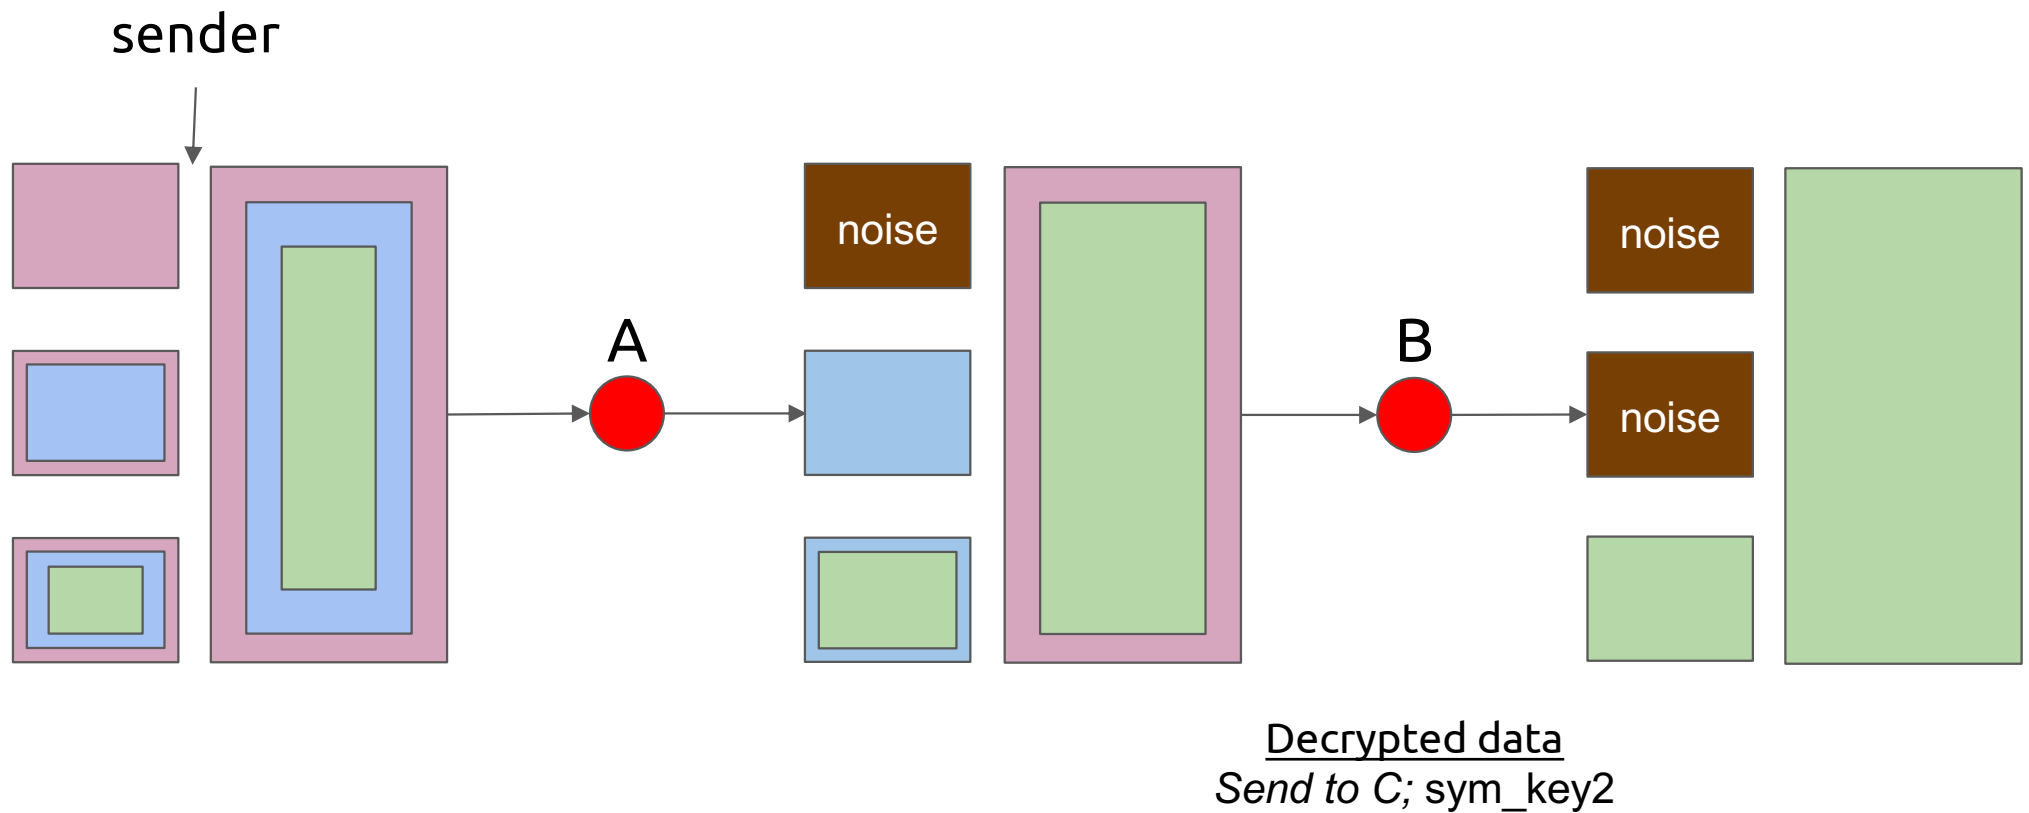 sender
noise
noise
A
B
noise
Decrypted data
Send to C; sym_key2